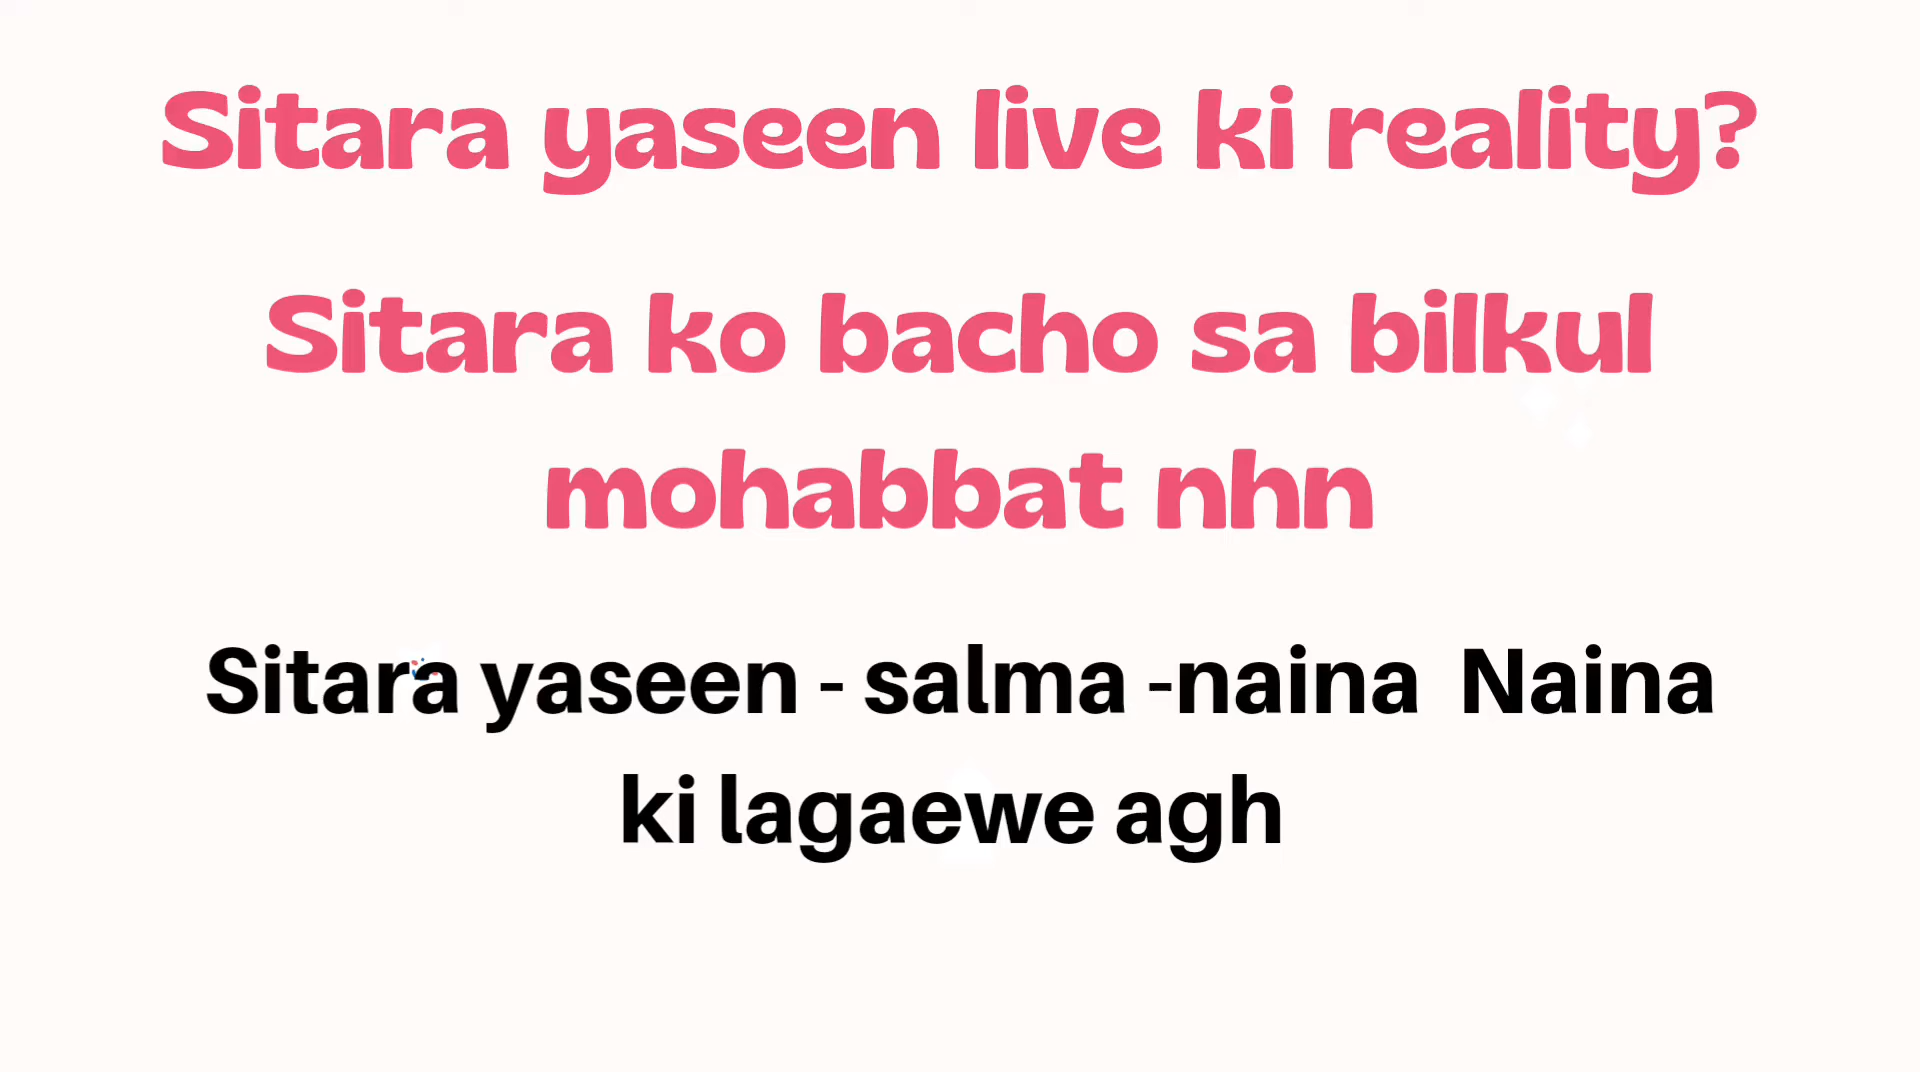 Sitara yaseen live ki reality?
Sitara ko bacho sa bilkul
mohabbat nhn
Sitara yaseen - salma -naina  Naina
ki lagaewe agh